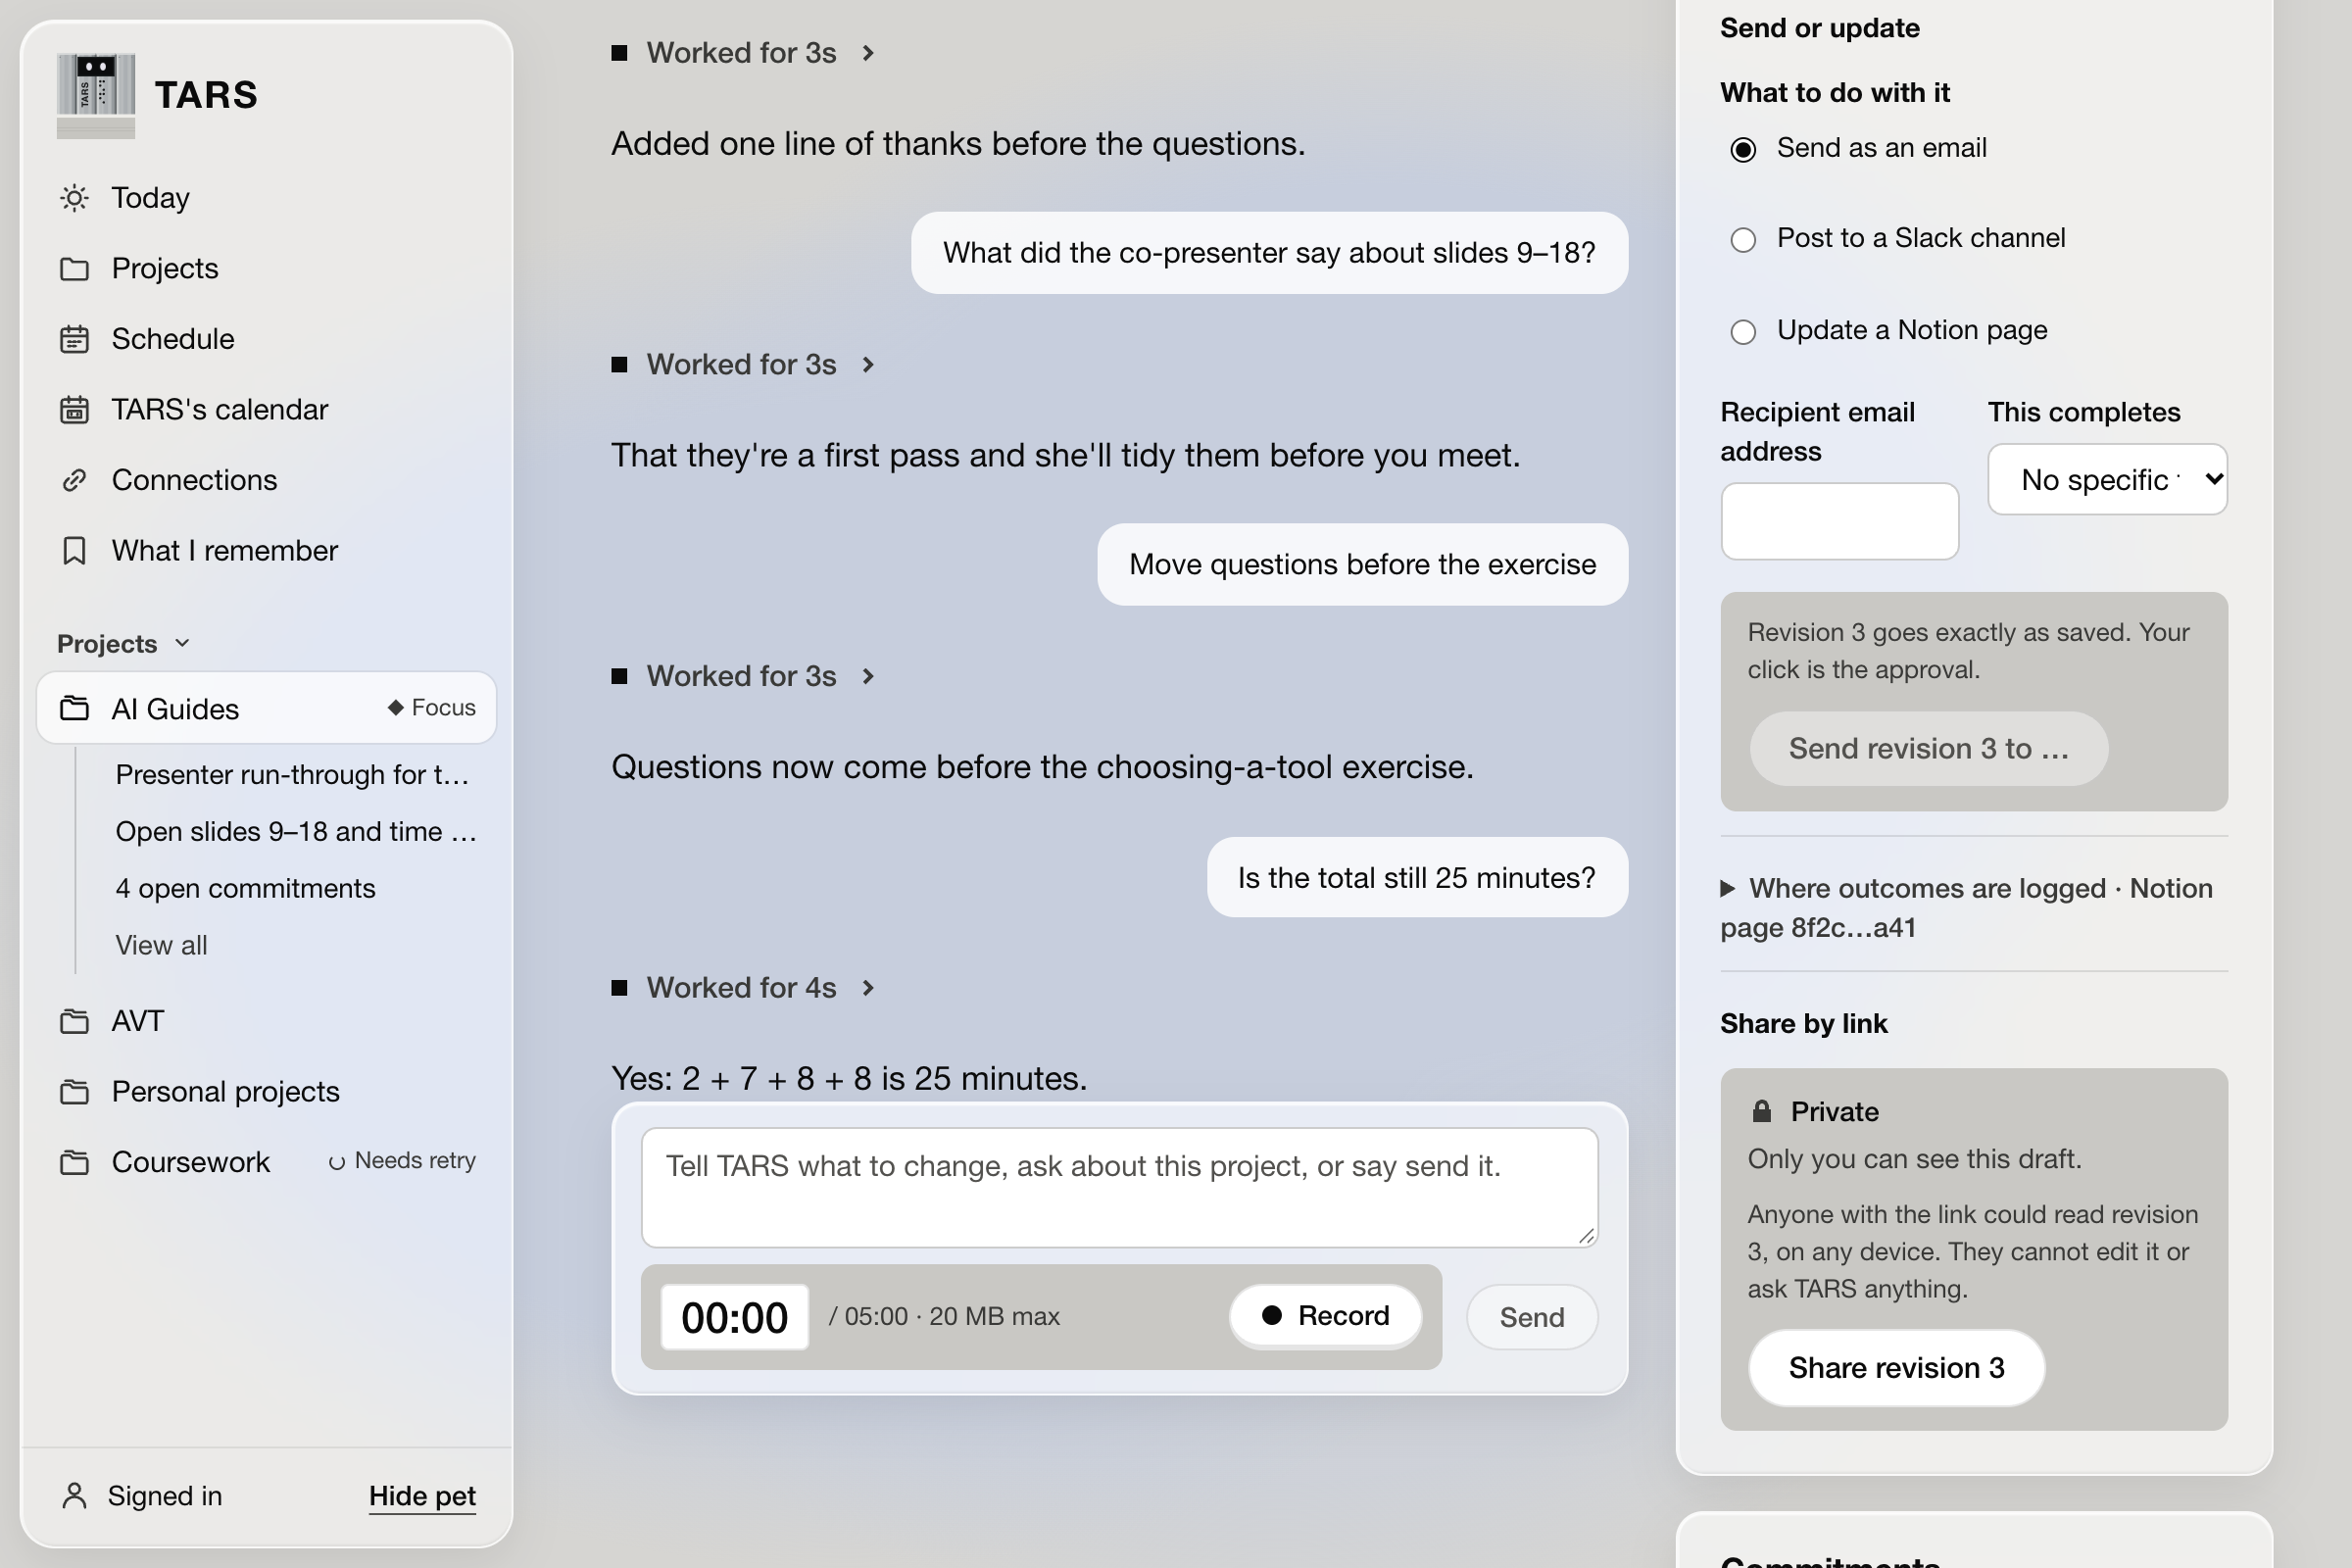 TARS
TARS
Today
Projects
Schedule
TARS's calendar
Connections
What I remember
Projects
AI Guides
Focus
Presenter run-through for t…
Open slides 9–18 and time …
4 open commitments
View all
AVT
Personal projects
Coursework
Needs retry
Signed in
Hide pet
Worked for 3s
Added one line of thanks before the questions.
What did the co-presenter say about slides 9–18?
Worked for 3s
That they're a first pass and she'll tidy them before you meet.
Move questions before the exercise
Worked for 3s
Questions now come before the choosing-a-tool exercise.
Is the total still 25 minutes?
Worked for 4s
Yes: 2 + 7 + 8 + 8 is 25 minutes.
Tell TARS what to change, ask about this project, or say send it.
00:00
/ 05:00 · 20 MB max
Record
Send
Send or update
What to do with it
Send as an email
Post to a Slack channel
Update a Notion page
Recipient email
address
This completes
No specific
Revision 3 goes exactly as saved. Your
click is the approval.
Send revision 3 to …
Where outcomes are logged · Notion
page 8f2c…a41
Share by link
Private
Only you can see this draft.
Anyone with the link could read revision
3, on any device. They cannot edit it or
ask TARS anything.
Share revision 3
Commitments